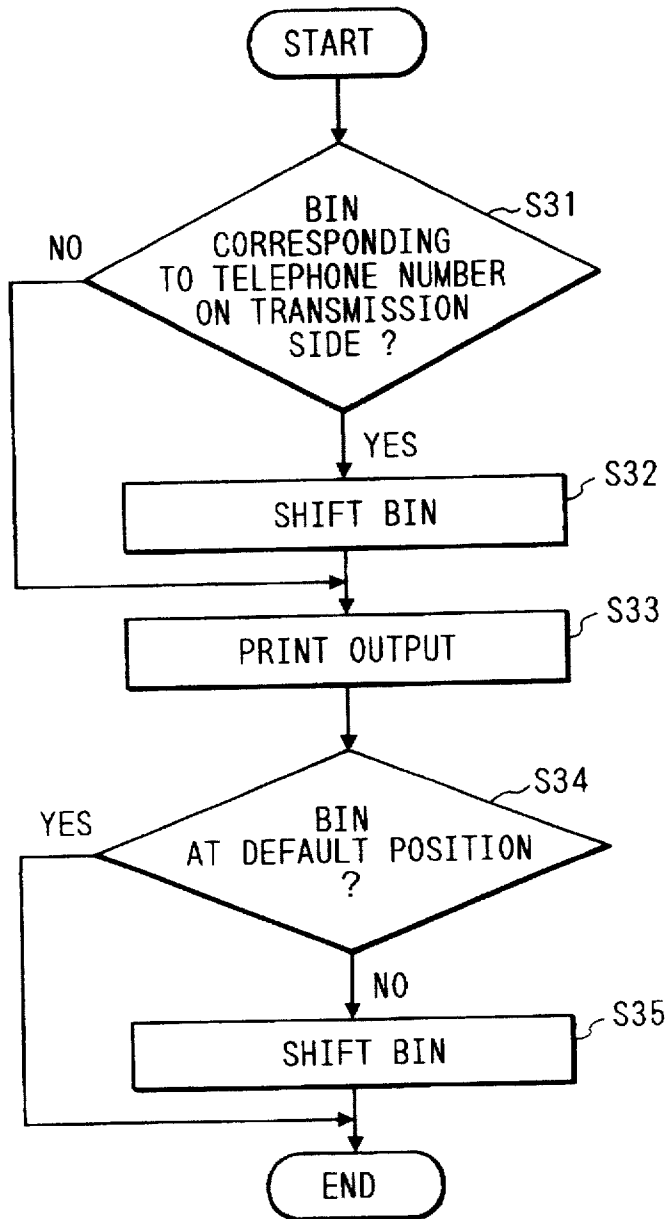 START
BIN
CORRESPONDING
TO TELEPHONE NUMBER
ON TRANSMISSION
SIDE ?
S31
NO
YES
SHIFT BIN
S32
PRINT OUTPUT
S33
BIN
AT DEFAULT POSITION
?
S34
YES
NO
SHIFT BIN
S35
END